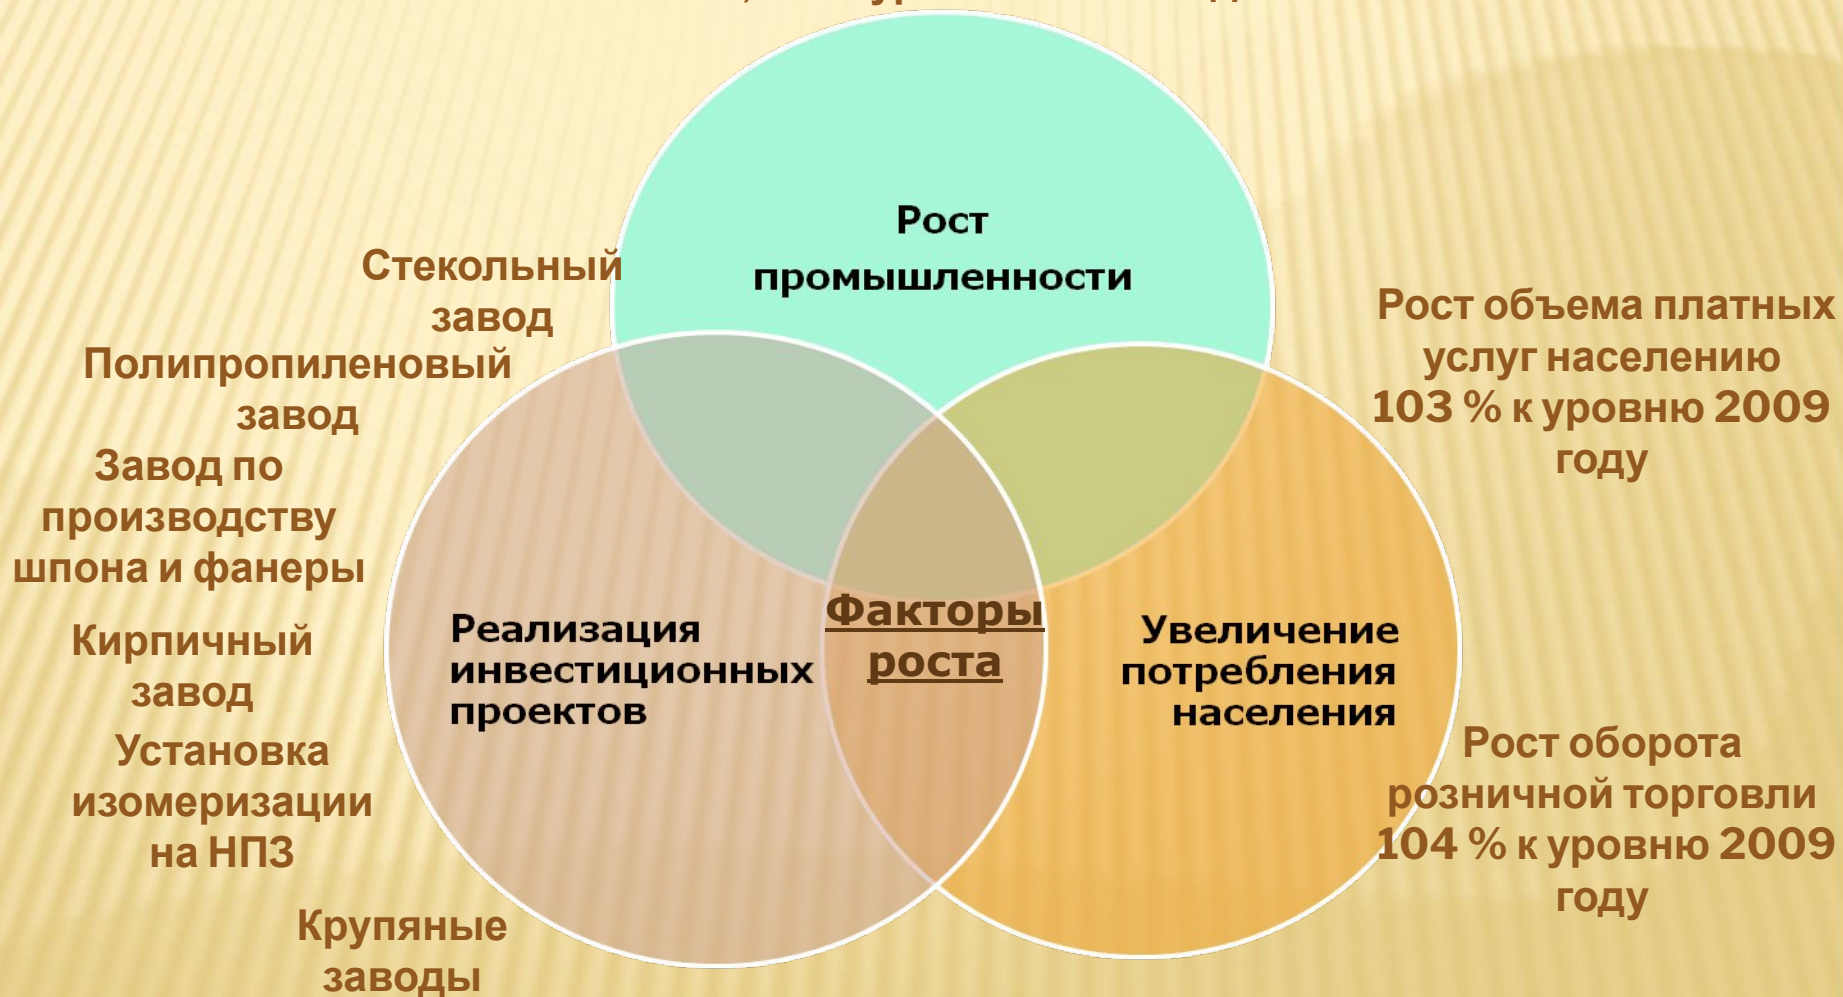 Рост
промышленности
Стекольный
завод
Полипропиленовый
завод
Завод по
производству
шпона и фанеры
Кирпичный
завод
Установка
изомеризации
на НПЗ
Крупяные
заводы
Реализация
инвестиционных
проектов
Факторы
роста
Увеличение
потребления
населения
Рост объема платных
услуг населению
103 % к уровню 2009
году
Рост оборота
розничной торговли
104 % к уровню 2009
году